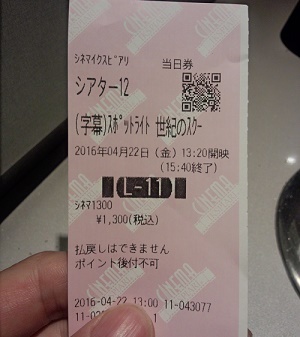 シネマイクスピアリ
当日券
シアター12
(字幕)スポットライト 世紀のスクー
2016年04月22日(金) 13:20開映
(15:40終了)
L-11
シネマ1300
¥1,300(税込)
払戻しはできません
ポイント後付不可
2016-04-22 13:00 11-043077